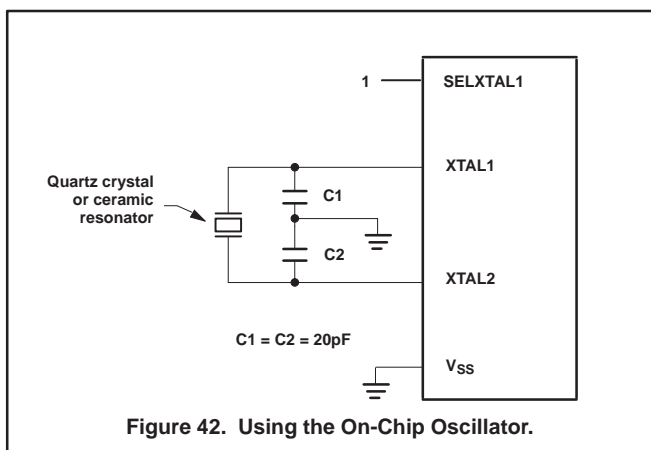 1
SELXTAL1
XTAL1
Quartz crystal
or ceramic
resonator
C1
C2
XTAL2
C1 = C2 = 20pF
VSS
Figure 42. Using the On-Chip Oscillator.